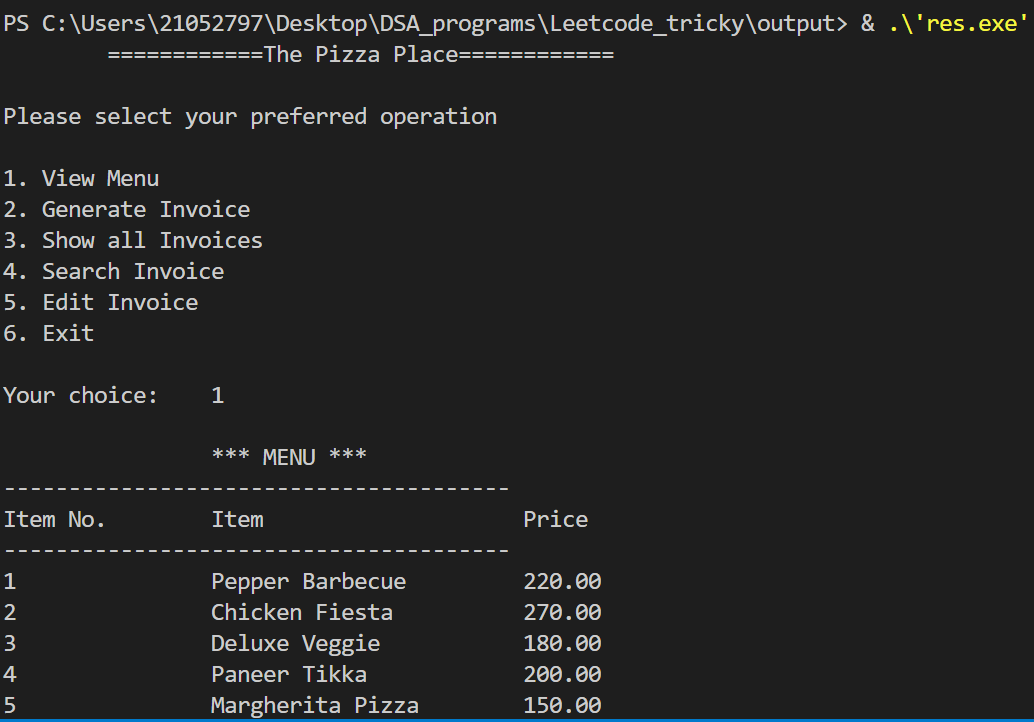 PS C:\Users\21052797\Desktop\DSA_programs\Leetcode_tricky\output> & .\'res.exe'
============The Pizza Place============
Please select your preferred operation
1. View Menu
2. Generate Invoice
3. Show all Invoices
4. Search Invoice
5. Edit Invoice
6. Exit
Your choice: 1
*** MENU ***
---------------------------------------
Item No. Item Price
---------------------------------------
1 Pepper Barbecue 220.00
2 Chicken Fiesta 270.00
3 Deluxe Veggie 180.00
4 Paneer Tikka 200.00
5 Margherita Pizza 150.00